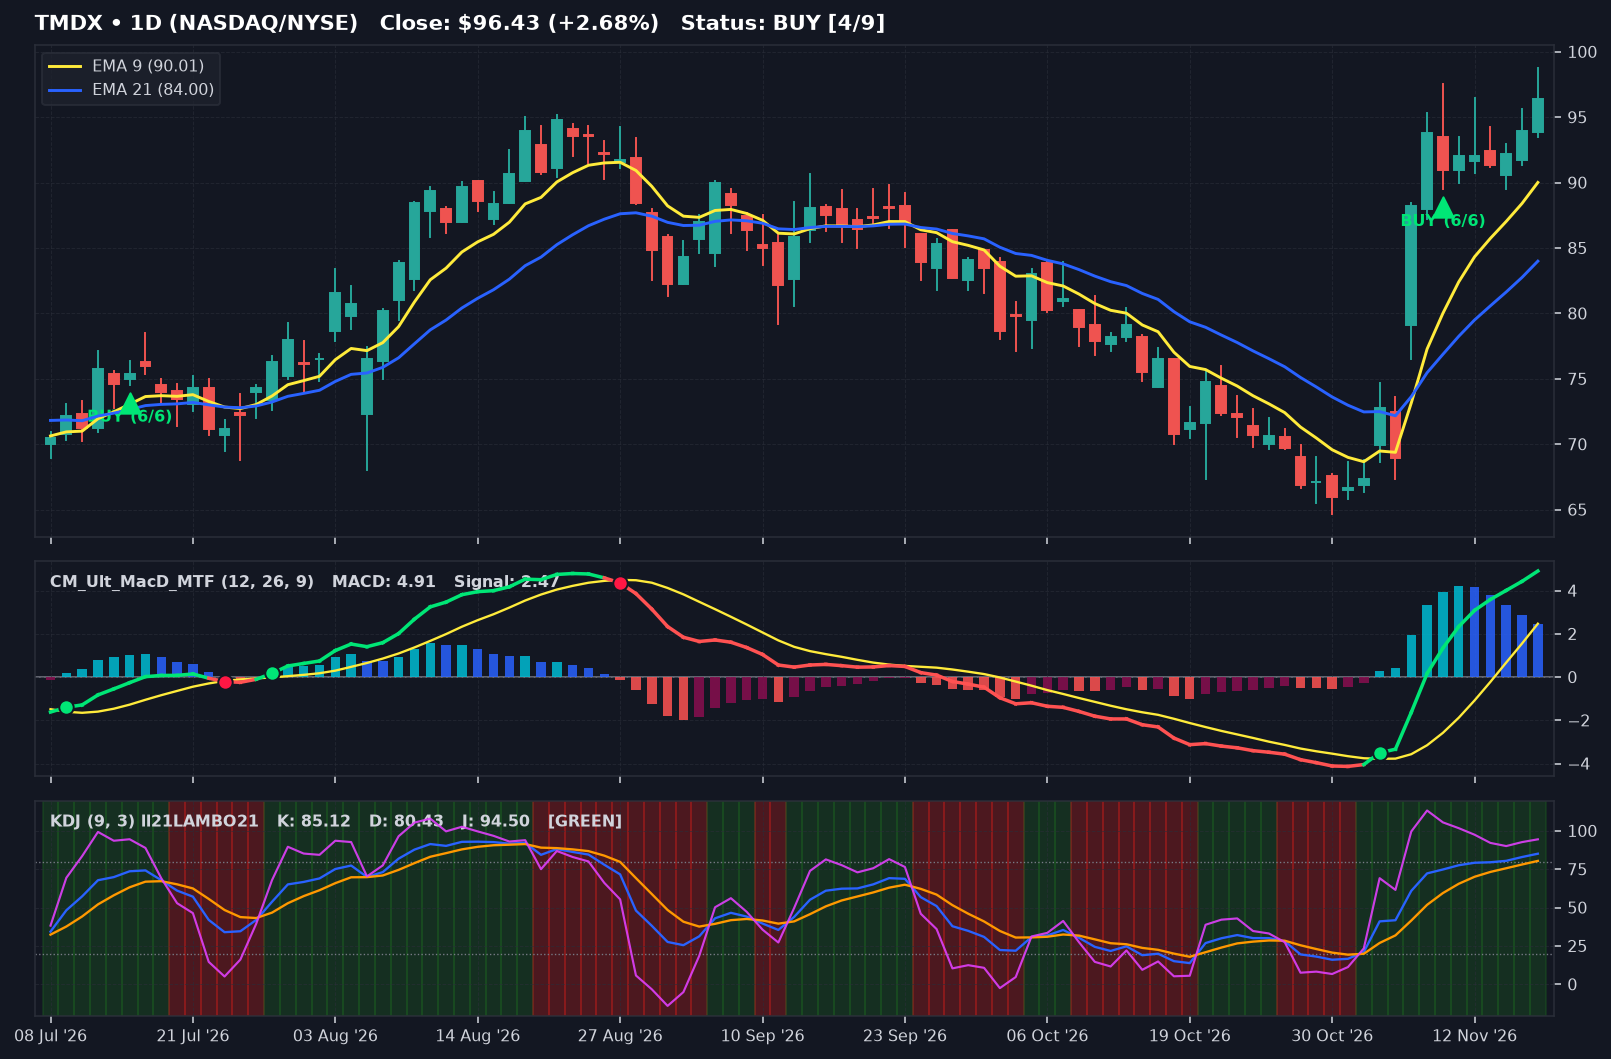 TMDX • 1D (NASDAQ/NYSE)   Close: $96.43 (+2.68%)   Status: BUY [4/9]
EMA 9 (90.01)
EMA 21 (84.00)
100
95
90
85
80
75
70
65
BUY (6/6)
BUY (6/6)
CM_Ult_MacD_MTF (12, 26, 9)   MACD: 4.91   Signal: 2.47
4
2
0
−2
−4
KDJ (9, 3) II21LAMBO21   K: 85.12   D: 80.43   J: 94.50   [GREEN]
100
75
50
25
0
08 Jul '26
21 Jul '26
03 Aug '26
14 Aug '26
27 Aug '26
10 Sep '26
23 Sep '26
06 Oct '26
19 Oct '26
30 Oct '26
12 Nov '26